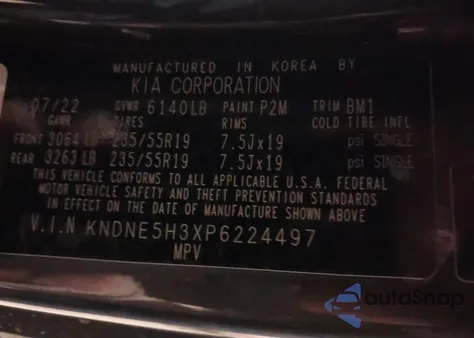 MANUFACTURED IN KOREA BY
KIA CORPORATION
07/22 GVWR 6140LB PAINT P2M TRIM BM1
GAWR TIRES RIMS COLD TIRE INFL
FRONT 3064 LB 235/55R19 7.5Jx19 psi SINGLE
REAR 3263 LB 235/55R19 7.5Jx19 psi SINGLE
THIS VEHICLE CONFORMS TO ALL APPLICABLE U.S.A. FEDERAL
MOTOR VEHICLE SAFETY AND THEFT PREVENTION STANDARDS
IN EFFECT ON THE DATE OF MANUFACTURE SHOWN ABOVE
V.I.N KNDNE5H3XP6224497
MPV
autoSnap